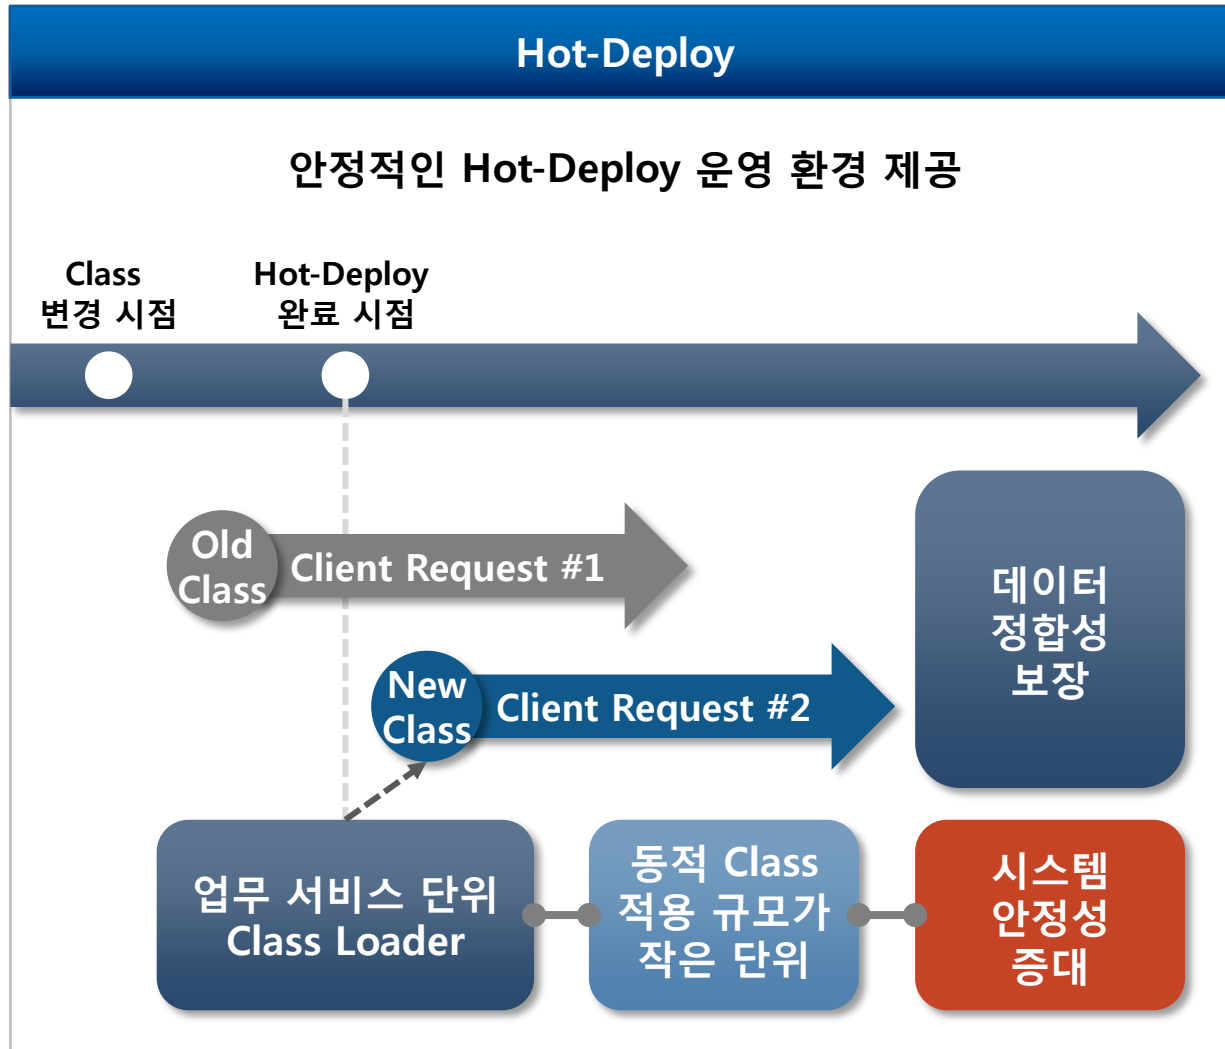 Hot-Deploy
안정적인 Hot-Deploy 운영 환경 제공
Class
변경 시점
Hot-Deploy
완료 시점
Old
Class
Client Request #1
New
Class
Client Request #2
데이터
정합성
보장
업무 서비스 단위
Class Loader
동적 Class
적용 규모가
작은 단위
시스템
안정성
증대